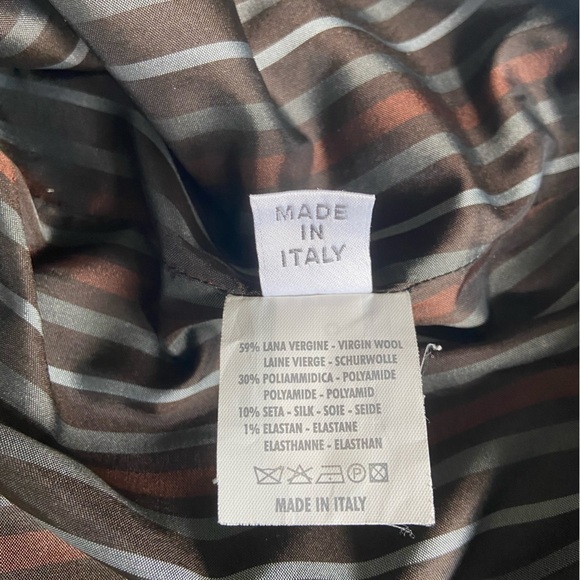 MADE
IN
ITALY
59% LANA VERGINE - VIRGIN WOOL
LAINE VIERGE - SCHURWOLLE
30% POLIAMMIDICA - POLYAMIDE
POLYAMIDE - POLYAMID
10% SETA - SILK - SOIE - SEIDE
1% ELASTAN - ELASTANE
ELASTHANNE - ELASTHAN
P
MADE IN ITALY